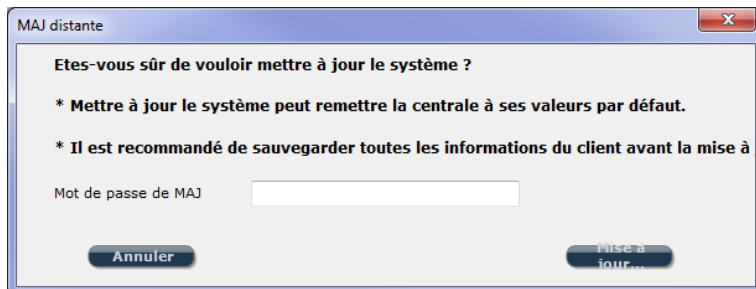 MAJ distante
Etes-vous sûr de vouloir mettre à jour le système ?
* Mettre à jour le système peut remettre la centrale à ses valeurs par défaut.
* Il est recommandé de sauvegarder toutes les informations du client avant la mise à
Mot de passe de MAJ
Annuler
Mise à
jour...